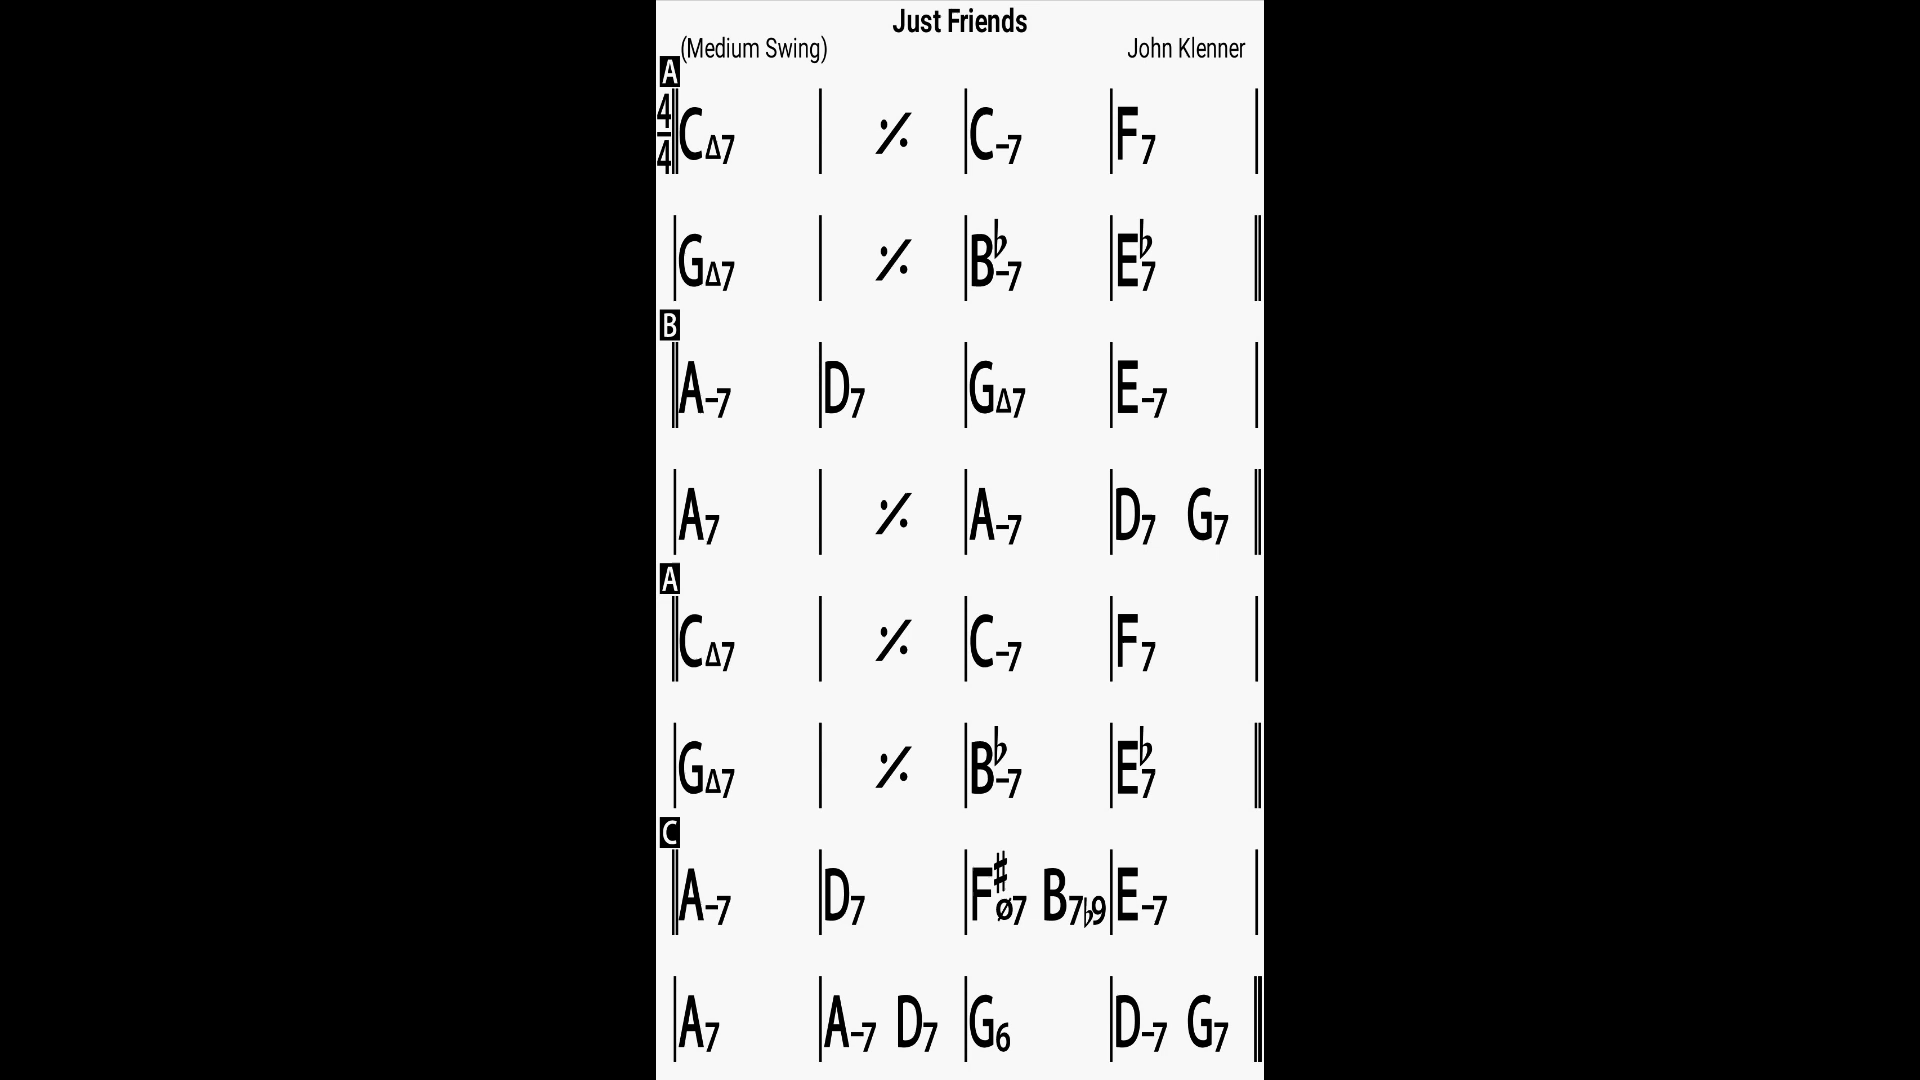 Just Friends
(Medium Swing) John Klenner
A
4/4 CΔ7 | 𝄎 | C-7 | F7
GΔ7 | 𝄎 | B♭-7 | E♭7
B
A-7 | D7 | GΔ7 | E-7
A7 | 𝄎 | A-7 | D7 G7
A
CΔ7 | 𝄎 | C-7 | F7
GΔ7 | 𝄎 | B♭-7 | E♭7
C
A-7 | D7 | F♯ø7 B7♭9 | E-7
A7 | A-7 D7 | G6 | D-7 G7